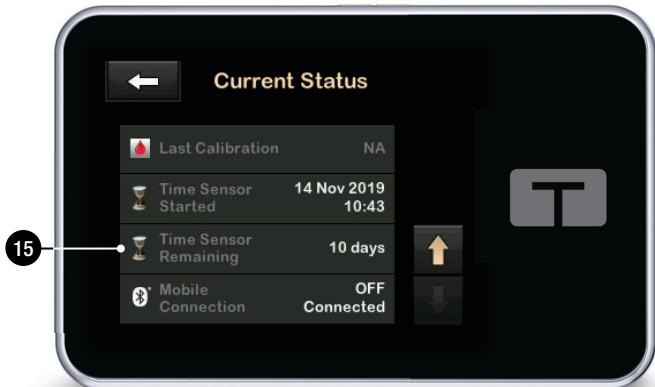 Current Status
Last Calibration NA
Time Sensor 14 Nov 2019
Started 10:43
15
Time Sensor
Remaining 10 days
Mobile OFF
Connection Connected
T